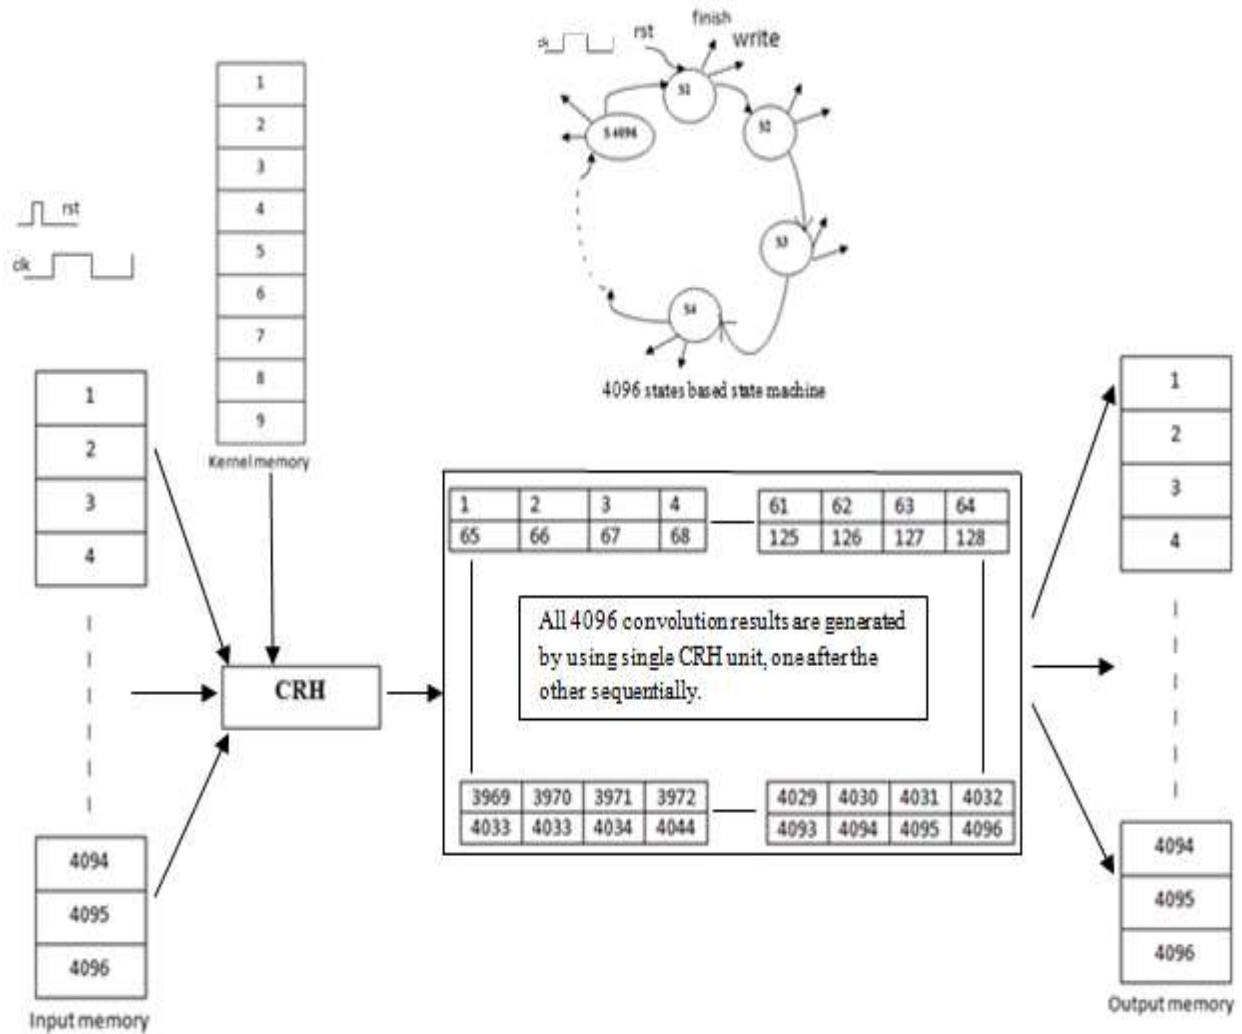 finish
rst
write
clk
S1
S2
S 4096
S3
S4
4096 states based state machine
1
2
3
4
5
6
7
8
9
Kernel memory
rst
clk
1
2
3
4
4094
4095
4096
Input memory
CRH
1 2 3 4 61 62 63 64
65 66 67 68 125 126 127 128
All 4096 convolution results are generated
by using single CRH unit, one after the
other sequentially.
3969 3970 3971 3972 4029 4030 4031 4032
4033 4033 4034 4044 4093 4094 4095 4096
1
2
3
4
4094
4095
4096
Output memory